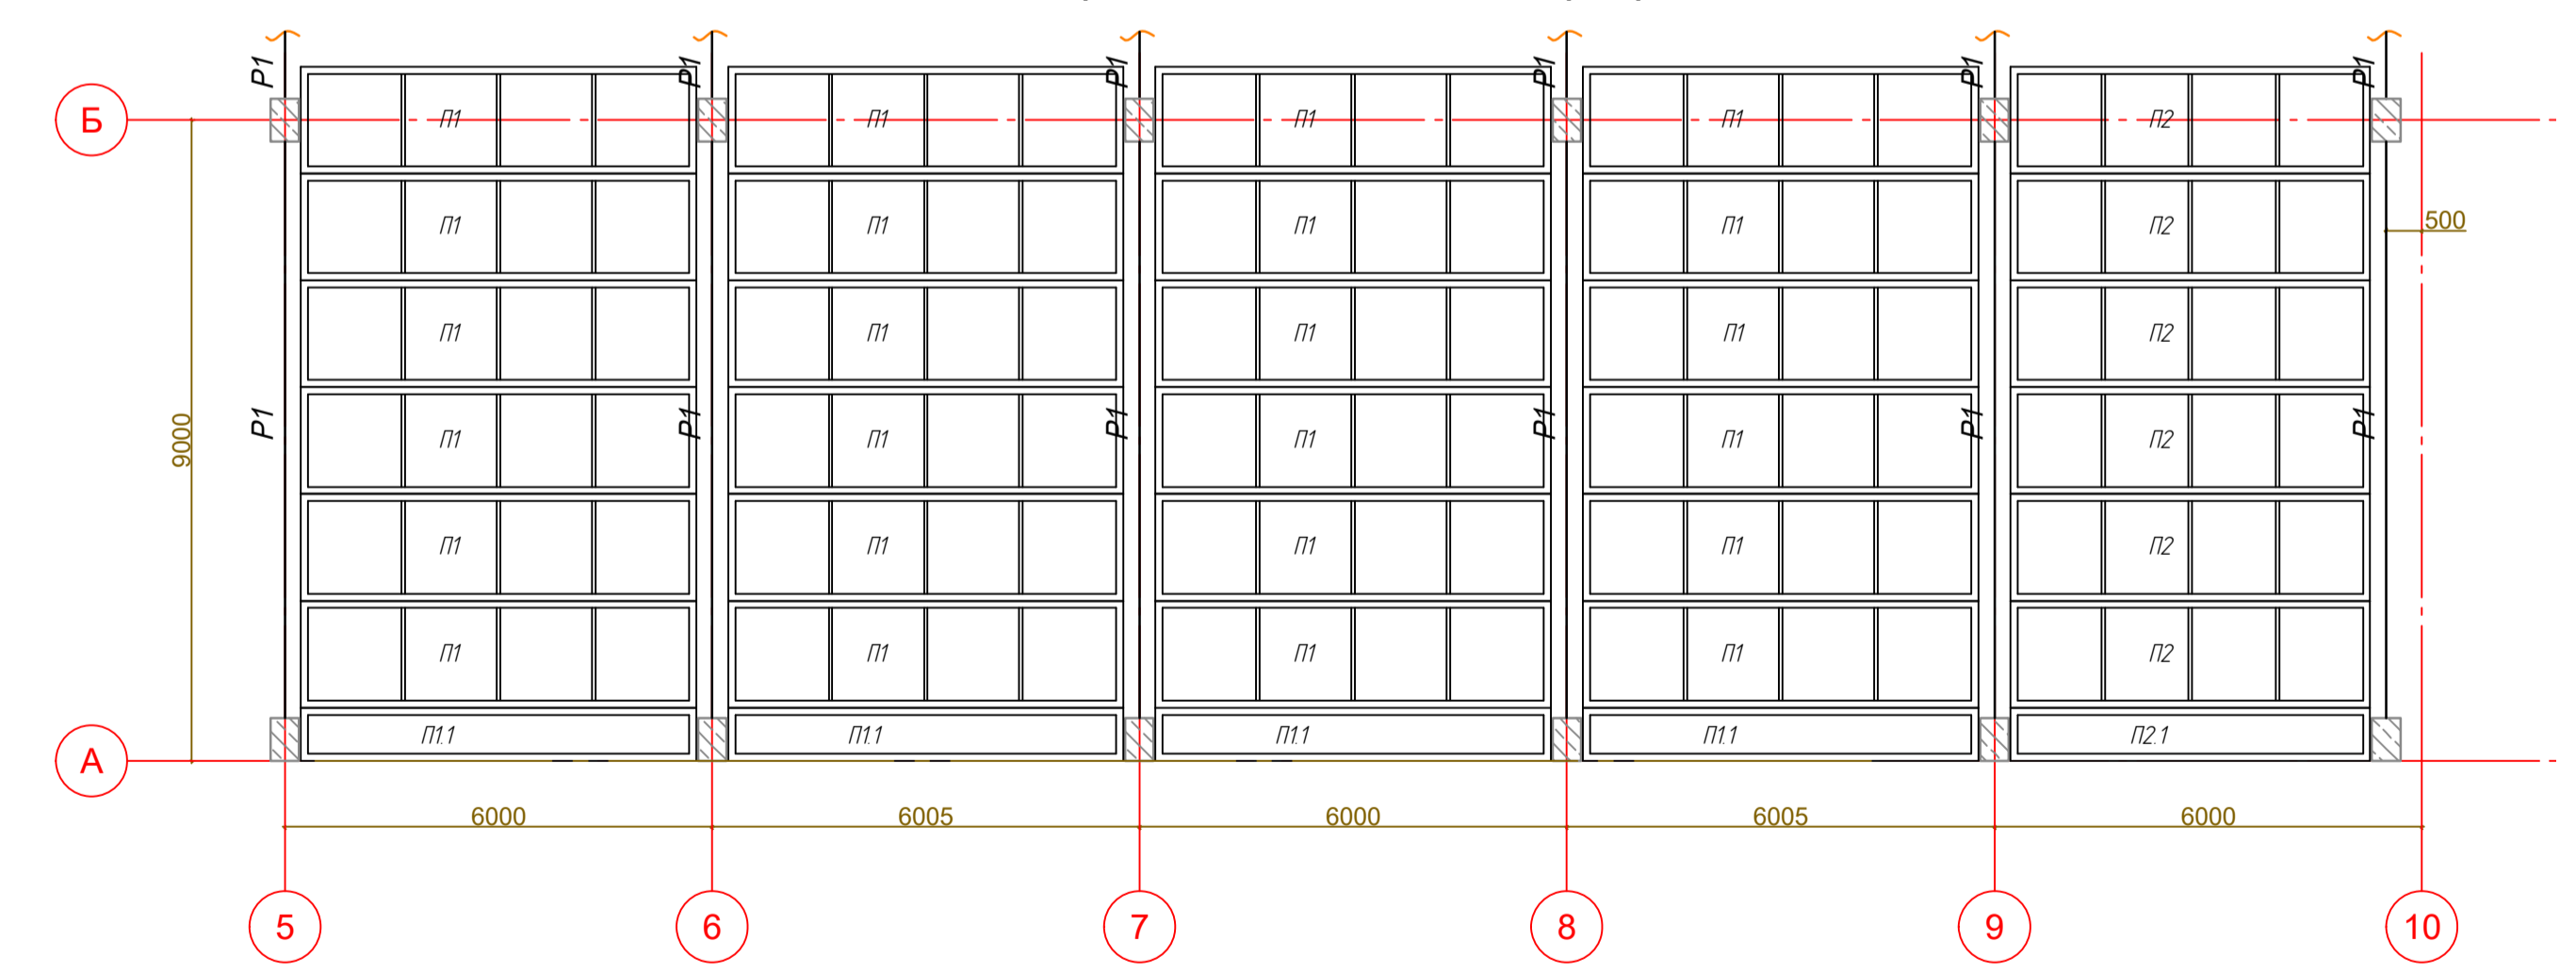 Р1 Р1 Р1 Р1 Р1 Р1
Б П1 П1 П1 П1 П2
П1 П1 П1 П1 П2 500
П1 П1 П1 П1 П2
9000 Р1 П1 Р1 П1 Р1 П1 Р1 П1 Р1 П2 Р1
П1 П1 П1 П1 П2
П1 П1 П1 П1 П2
П1.1 П1.1 П1.1 П1.1 П2.1
А
6000 6005 6000 6005 6000
5 6 7 8 9 10